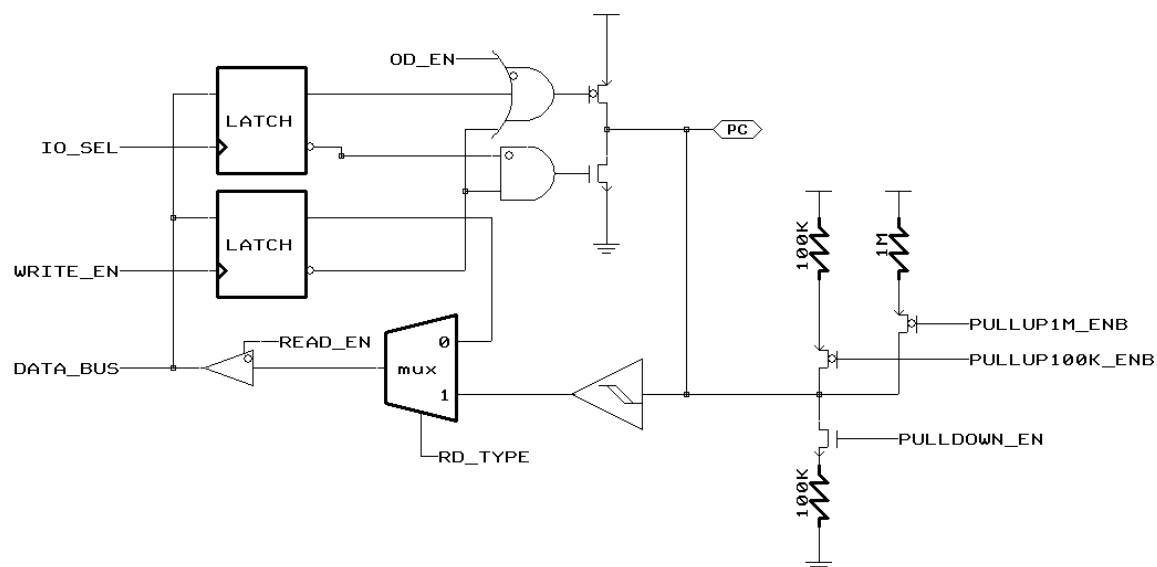 OD_EN
LATCH
PC
IO_SEL
100K
1M
LATCH
WRITE_EN
PULLUP1M_ENB
READ_EN
0
PULLUP100K_ENB
DATA_BUS
mux
1
PULLDOWN_EN
RD_TYPE
100K